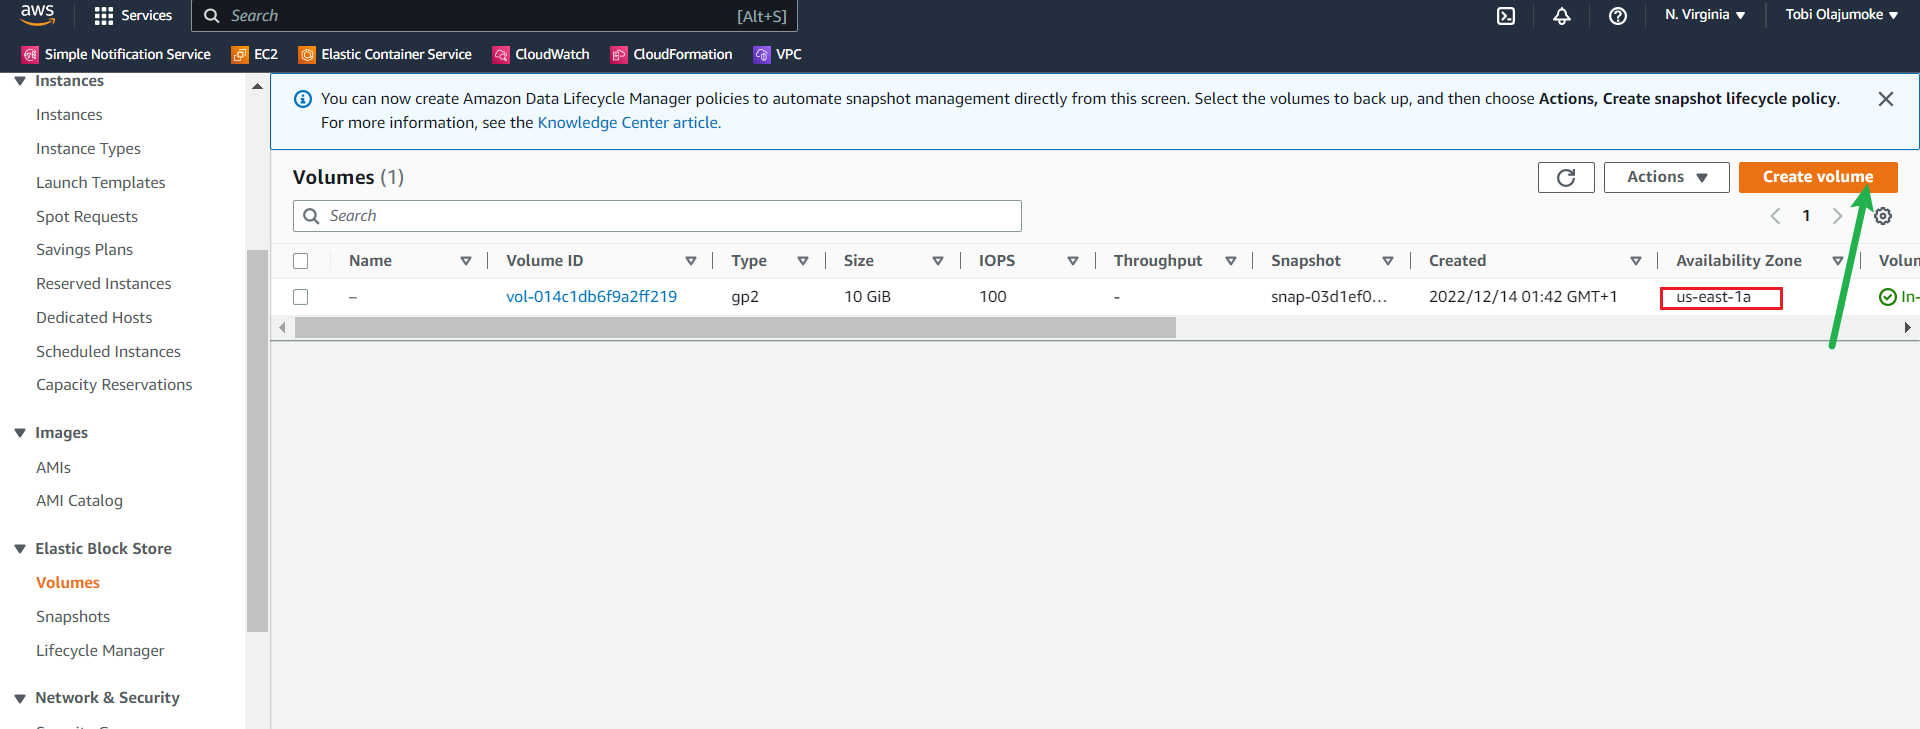 aws
Services
Search
[Alt+S]
N. Virginia
Tobi Olajumoke
Simple Notification Service
EC2
Elastic Container Service
CloudWatch
CloudFormation
VPC
Instances
Instances
Instance Types
Launch Templates
Spot Requests
Savings Plans
Reserved Instances
Dedicated Hosts
Scheduled Instances
Capacity Reservations
Images
AMIs
AMI Catalog
Elastic Block Store
Volumes
Snapshots
Lifecycle Manager
Network & Security
You can now create Amazon Data Lifecycle Manager policies to automate snapshot management directly from this screen. Select the volumes to back up, and then choose Actions, Create snapshot lifecycle policy.
For more information, see the Knowledge Center article.
Volumes (1)
Actions
Create volume
Search
1
Name Volume ID Type Size IOPS Throughput Snapshot Created Availability Zone Volum
– vol-014c1db6f9a2ff219 gp2 10 GiB 100 - snap-03d1ef0... 2022/12/14 01:42 GMT+1 us-east-1a In-